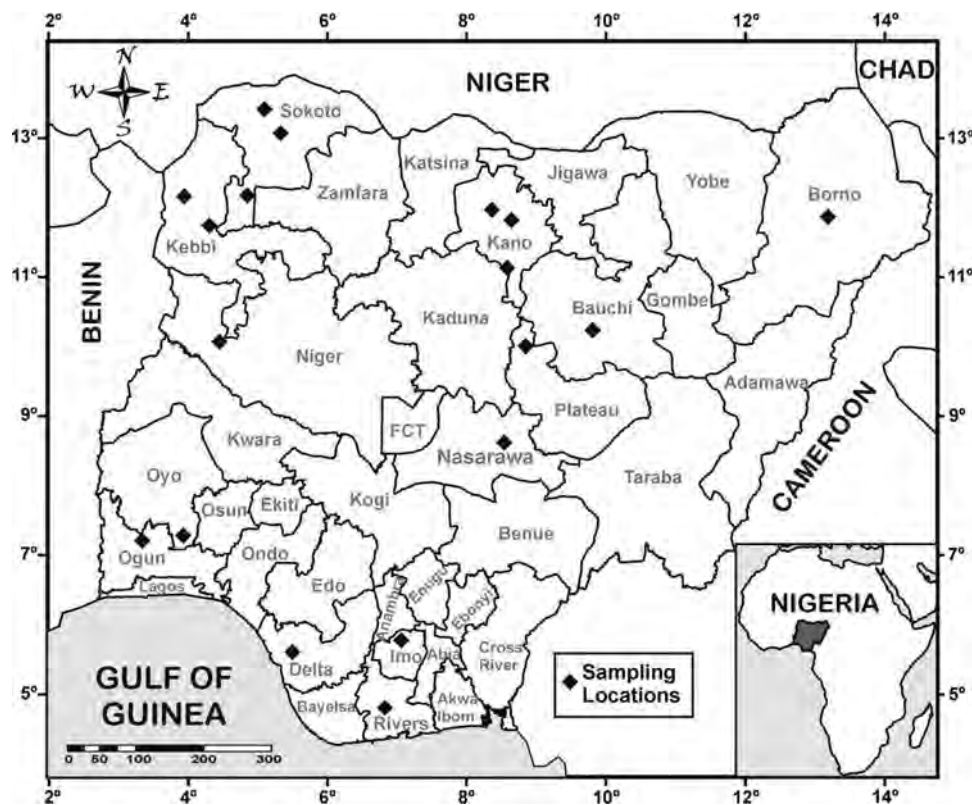 2° 4° 6° 8° 10° 12° 14°
N
W E
S
NIGER
CHAD
13° 13°
Sokoto
Katsina
Jigawa
Zamfara
Yobe
Borno
Kano
Kebbi
11° 11°
BENIN
Bauchi
Gombe
Kaduna
Niger
Adamawa
Plateau
9° 9°
FCT
Kwara
Nasarawa
CAMEROON
Oyo
Taraba
Kogi
Osun
Ekiti
Benue
7° 7°
Ogun
Ondo
Lagos
Edo
Anambra
Enugu
Ebonyi
NIGERIA
Imo
Abia
Cross
River
Delta
GULF OF
GUINEA
Sampling
Locations
5° 5°
Bayelsa
Rivers
Akwa
Ibom
0 50 100 200 300
2° 4° 6° 8° 10° 12° 14°